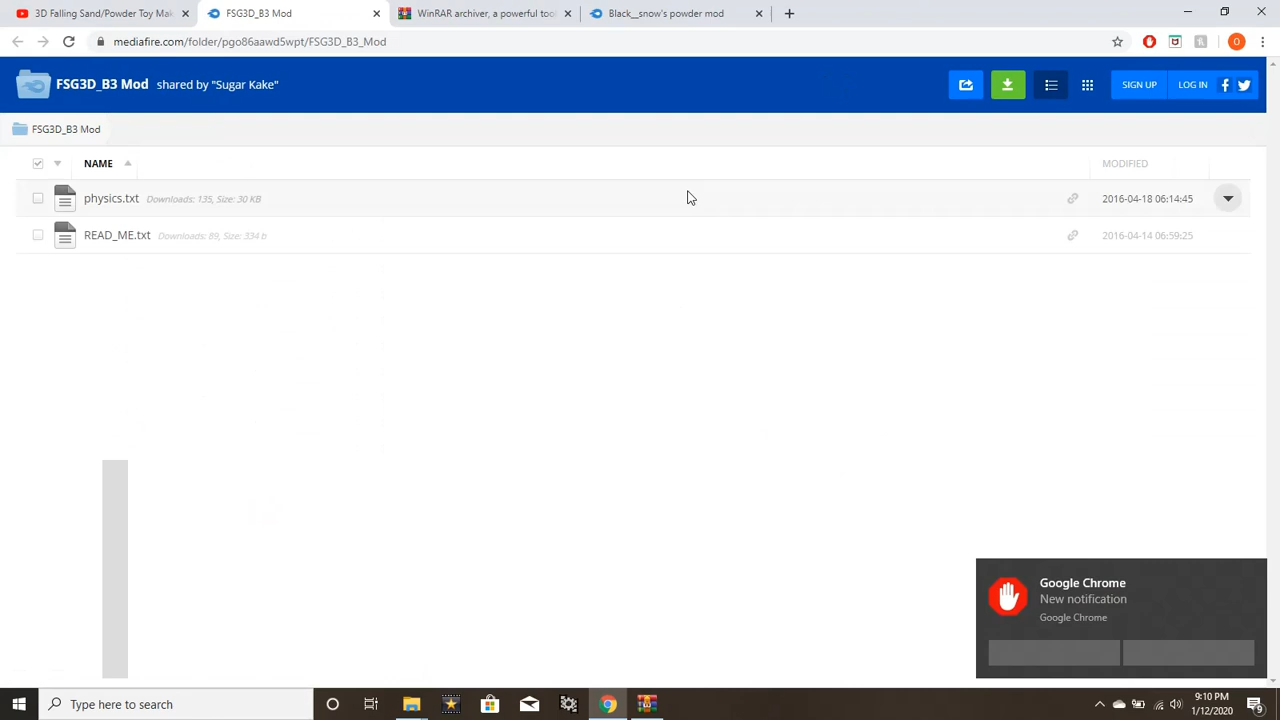 3D Falling Sand/Powder Toy Mak
FSG3D_B3 Mod
WinRAR archiver, a powerful tool
Black__snow's powder mod
mediafire.com/folder/pgo86aawd5wpt/FSG3D_B3_Mod
O
FSG3D_B3 Mod shared by "Sugar Kake"
SIGN UP
LOG IN
FSG3D_B3 Mod
NAME
MODIFIED
physics.txt Downloads: 135, Size: 30 KB
2016-04-18 06:14:45
READ_ME.txt Downloads: 89, Size: 334 b
2016-04-14 06:59:25
Google Chrome
New notification
Google Chrome
Type here to search
9:10 PM
1/12/2020
9